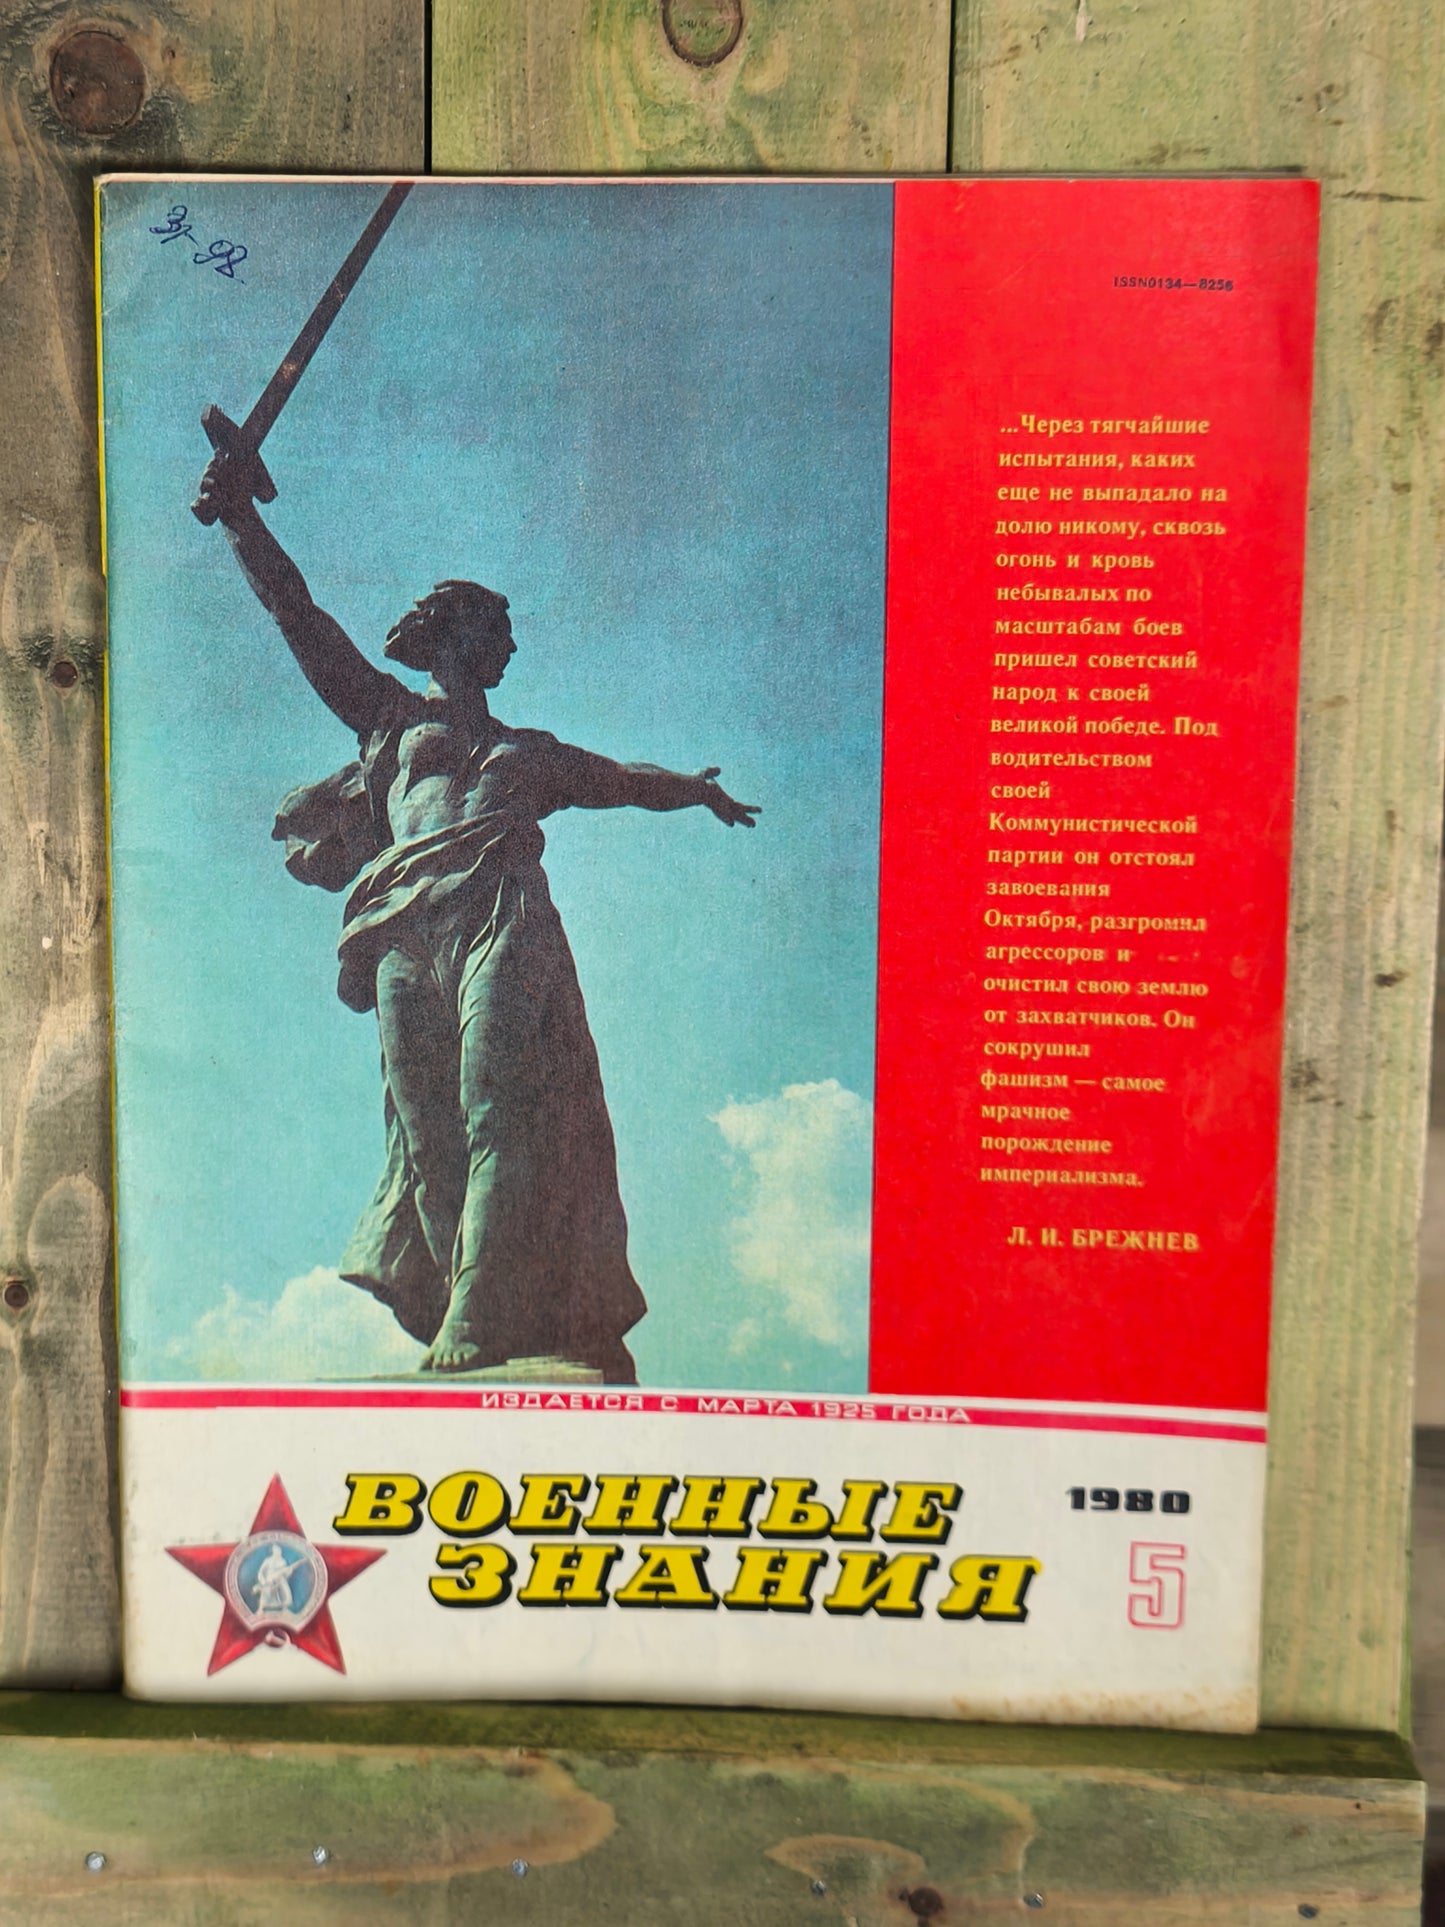 ISSN0134—8256
...Через тягчайшие
испытания, каких
еще не выпадало на
долю никому, сквозь
огонь и кровь
небывалых по
масштабам боев
пришел советский
народ к своей
великой победе. Под
водительством
своей
Коммунистической
партии он отстоял
завоевания
Октября, разгромил
агрессоров и
очистил свою землю
от захватчиков. Он
сокрушил
фашизм — самое
мрачное
порождение
империализма.
Л. И. БРЕЖНЕВ
ИЗДАЕТСЯ С МАРТА 1925 ГОДА
ВОЕННЫЕ
ЗНАНИЯ
1980
5